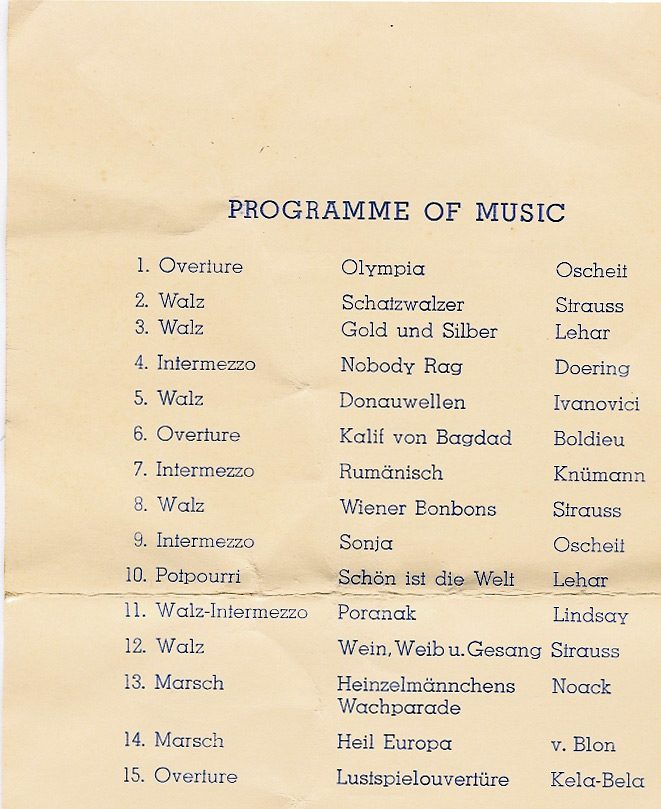 PROGRAMME OF MUSIC
1. Overture Olympia Oscheit
2. Walz Schatzwalzer Strauss
3. Walz Gold und Silber Lehar
4. Intermezzo Nobody Rag Doering
5. Walz Donauwellen Ivanovici
6. Overture Kalif von Bagdad Boldieu
7. Intermezzo Rumänisch Knümann
8. Walz Wiener Bonbons Strauss
9. Intermezzo Sonja Oscheit
10. Potpourri Schön ist die Welt Lehar
11. Walz-Intermezzo Poranak Lindsay
12. Walz Wein, Weib u. Gesang Strauss
13. Marsch Heinzelmännchens Noack
Wachparade
14. Marsch Heil Europa v. Blon
15. Overture Lustspielouvertüre Kela-Bela